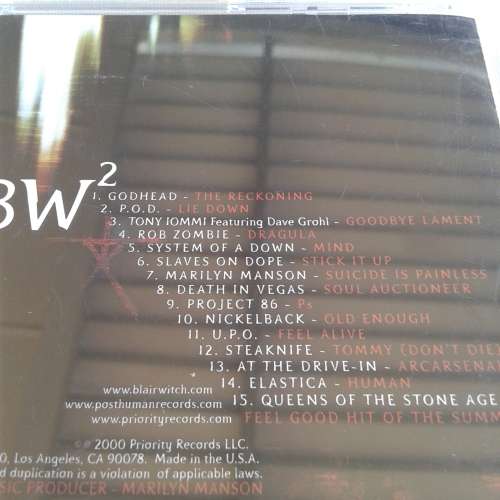 BW²
1. GODHEAD - THE RECKONING
2. P.O.D. - LIE DOWN
3. TONY IOMMI Featuring Dave Grohl - GOODBYE LAMENT
4. ROB ZOMBIE - DRAGULA
5. SYSTEM OF A DOWN - MIND
6. SLAVES ON DOPE - STICK IT UP
7. MARILYN MANSON - SUICIDE IS PAINLESS
8. DEATH IN VEGAS - SOUL AUCTIONEER
9. PROJECT 86 - Ps
10. NICKELBACK - OLD ENOUGH
11. U.P.O. - FEEL ALIVE
12. STEAKNIFE - TOMMY (DON'T DIE)
13. AT THE DRIVE-IN - ARCARSENAL
14. ELASTICA - HUMAN
15. QUEENS OF THE STONE AGE
FEEL GOOD HIT OF THE SUMM
www.blairwitch.com
www.posthumanrecords.com
www.priorityrecords.com
℗© 2000 Priority Records LLC.
0, Los Angeles, CA 90078. Made in the U.S.A.
d duplication is a violation of applicable laws.
SIC PRODUCER - MARILYN MANSON